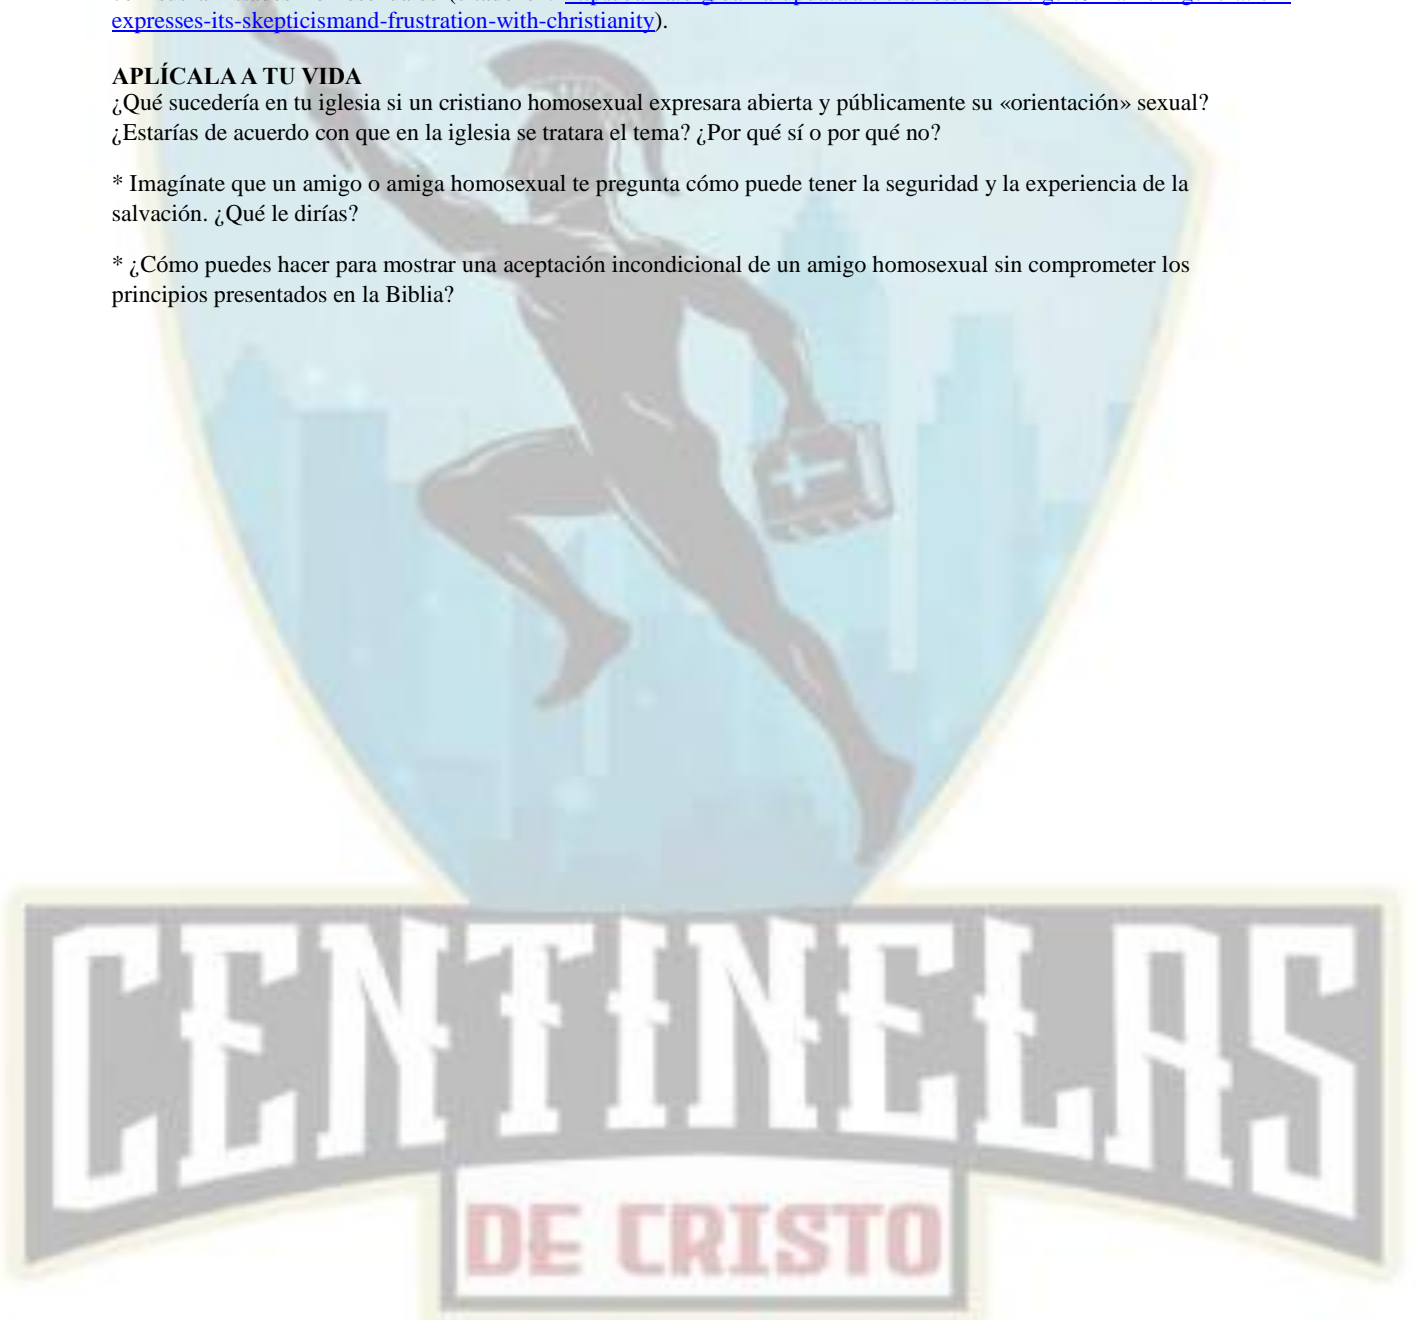 expresses-its-skepticismand-frustration-with-christianity).
APLÍCALA A TU VIDA
¿Qué sucedería en tu iglesia si un cristiano homosexual expresara abierta y públicamente su «orientación» sexual?
¿Estarías de acuerdo con que en la iglesia se tratara el tema? ¿Por qué sí o por qué no?
* Imagínate que un amigo o amiga homosexual te pregunta cómo puede tener la seguridad y la experiencia de la
salvación. ¿Qué le dirías?
* ¿Cómo puedes hacer para mostrar una aceptación incondicional de un amigo homosexual sin comprometer los
principios presentados en la Biblia?
CENTINELAS
DE CRISTO